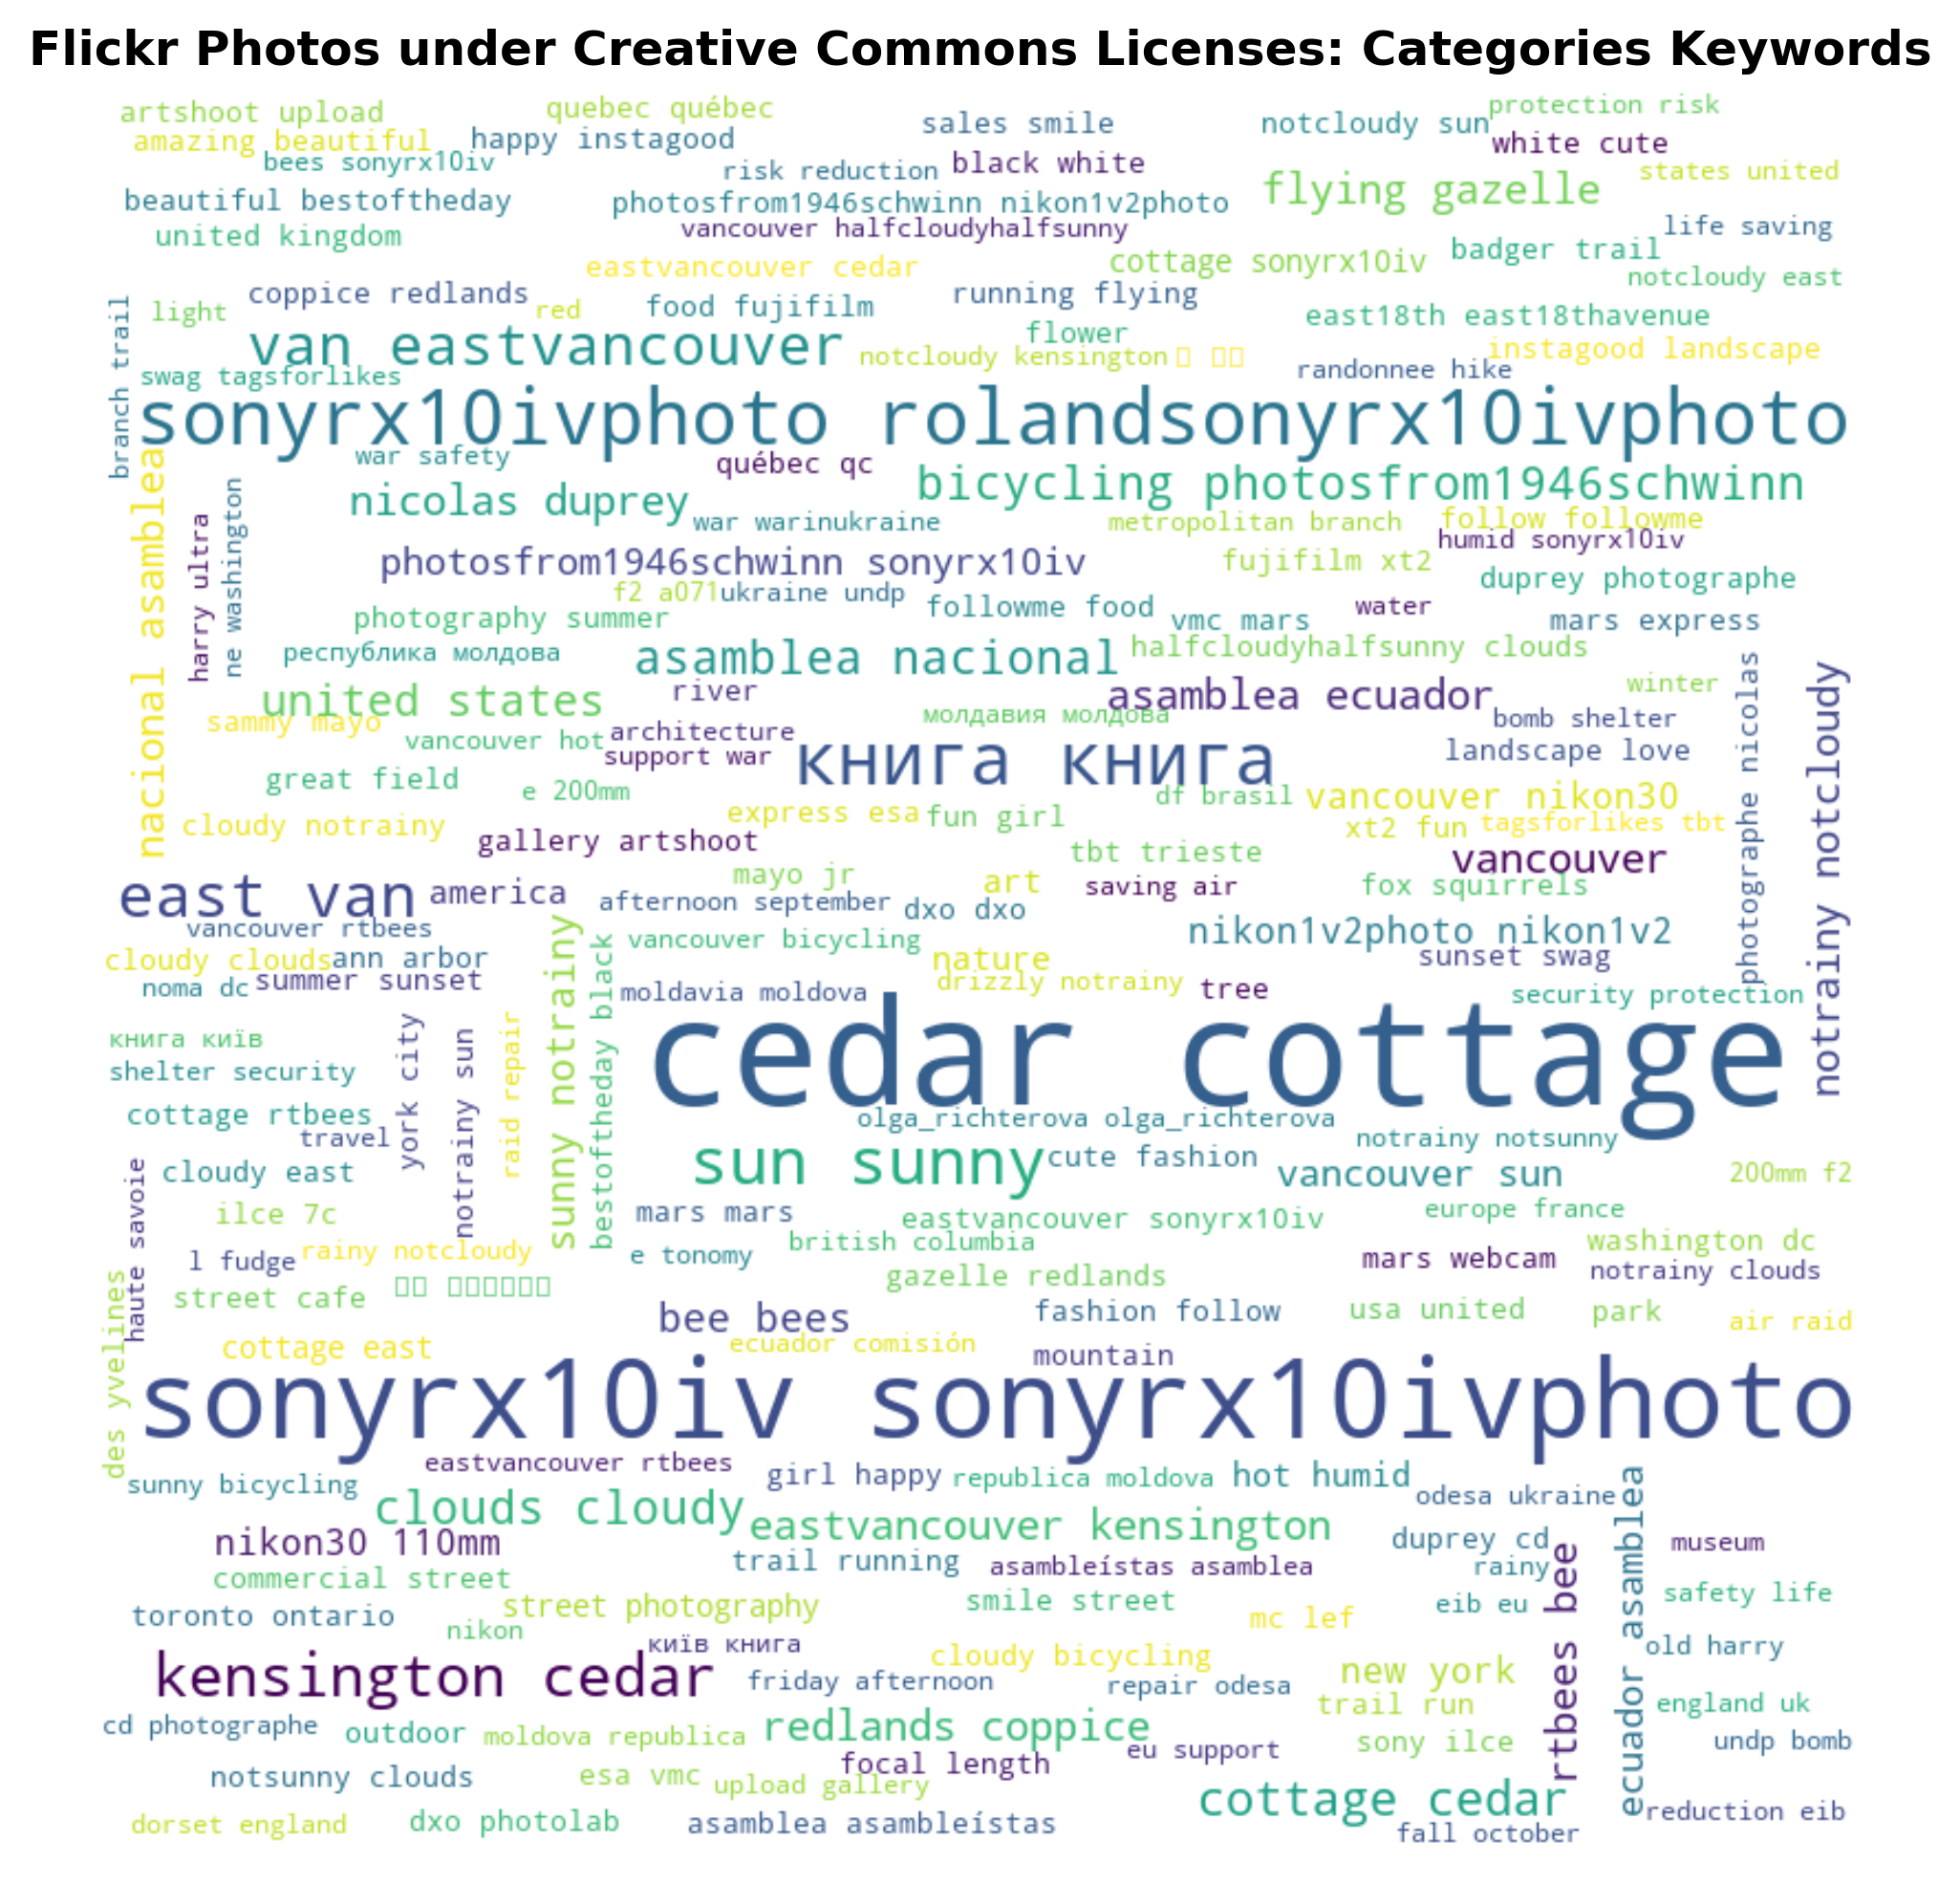 Flickr Photos under Creative Commons Licenses: Categories Keywords
artshoot upload
quebec québec
sales smile
notcloudy sun
protection risk
amazing beautiful
happy instagood
black white
white cute
bees sonyrx10iv
risk reduction
flying gazelle
states united
beautiful bestoftheday
photosfrom1946schwinn nikon1v2photo
united kingdom
vancouver halfcloudyhalfsunny
life saving
eastvancouver cedar
cottage sonyrx10iv
badger trail
notcloudy east
coppice redlands
light
red
food fujifilm
running flying
east18th east18thavenue
branch trail
van eastvancouver
flower
notcloudy kensington
instagood landscape
swag tagsforlikes
randonnee hike
sonyrx10ivphoto rolandsonyrx10ivphoto
war safety
québec qc
bicycling photosfrom1946schwinn
nacional asamblea
harry ultra
ne washington
nicolas duprey
war warinukraine
metropolitan branch
follow followme
humid sonyrx10iv
photosfrom1946schwinn sonyrx10iv
fujifilm xt2
duprey photographe
f2 a071
ukraine undp
followme food
vmc mars
water
mars express
photography summer
республика молдова
asamblea nacional
halfcloudyhalfsunny clouds
united states
river
asamblea ecuador
winter
photographe nicolas
notrainy notcloudy
sammy mayo
молдавия молдова
bomb shelter
vancouver hot
architecture
support war
книга книга
landscape love
great field
e 200mm
df brasil
vancouver nikon30
cloudy notrainy
express esa
fun girl
xt2 fun
tagsforlikes tbt
gallery artshoot
tbt trieste
vancouver
east van
america
mayo jr
art
saving air
fox squirrels
afternoon september
dxo dxo
vancouver rtbees
vancouver bicycling
nikon1v2photo nikon1v2
cloudy clouds
ann arbor
nature
sunset swag
noma dc
summer sunset
sunny notrainy
bestoftheday black
moldavia moldova
drizzly notrainy
tree
security protection
cedar cottage
книга київ
shelter security
york city
notrainy sun
raid repair
cottage rtbees
olga_richterova olga_richterova
travel
notrainy notsunny
sun sunny
cute fashion
vancouver sun
200mm f2
haute savoie
cloudy east
ilce 7c
mars mars
eastvancouver sonyrx10iv
europe france
british columbia
washington dc
l fudge
rainy notcloudy
e tonomy
mars webcam
notrainy clouds
des yvelines
street cafe
gazelle redlands
bee bees
fashion follow
usa united
park
air raid
cottage east
ecuador comisión
mountain
sonyrx10iv sonyrx10ivphoto
eastvancouver rtbees
girl happy
republica moldova
hot humid
sunny bicycling
odesa ukraine
ecuador asamblea
clouds cloudy
eastvancouver kensington
nikon30 110mm
duprey cd
museum
trail running
asambleístas asamblea
rainy
rtbees bee
commercial street
street photography
smile street
eib eu
safety life
toronto ontario
nikon
mc lef
київ книга
cloudy bicycling
old harry
kensington cedar
friday afternoon
repair odesa
new york
trail run
england uk
cd photographe
outdoor
moldova republica
redlands coppice
eu support
sony ilce
undp bomb
focal length
notsunny clouds
esa vmc
upload gallery
cottage cedar
dorset england
dxo photolab
asamblea asambleístas
reduction eib
fall october